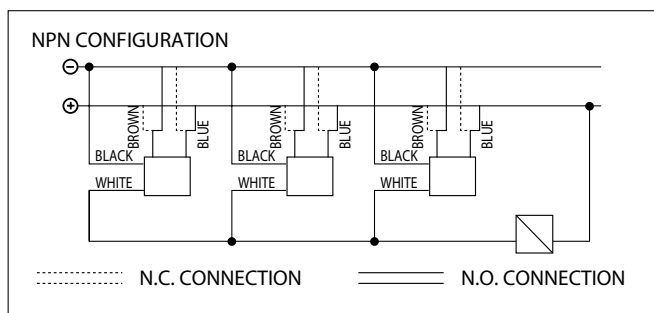 NPN CONFIGURATION
−
+
BROWN BLUE BROWN BLUE BROWN BLUE
BLACK BLACK BLACK
WHITE WHITE WHITE
N.C. CONNECTION N.O. CONNECTION